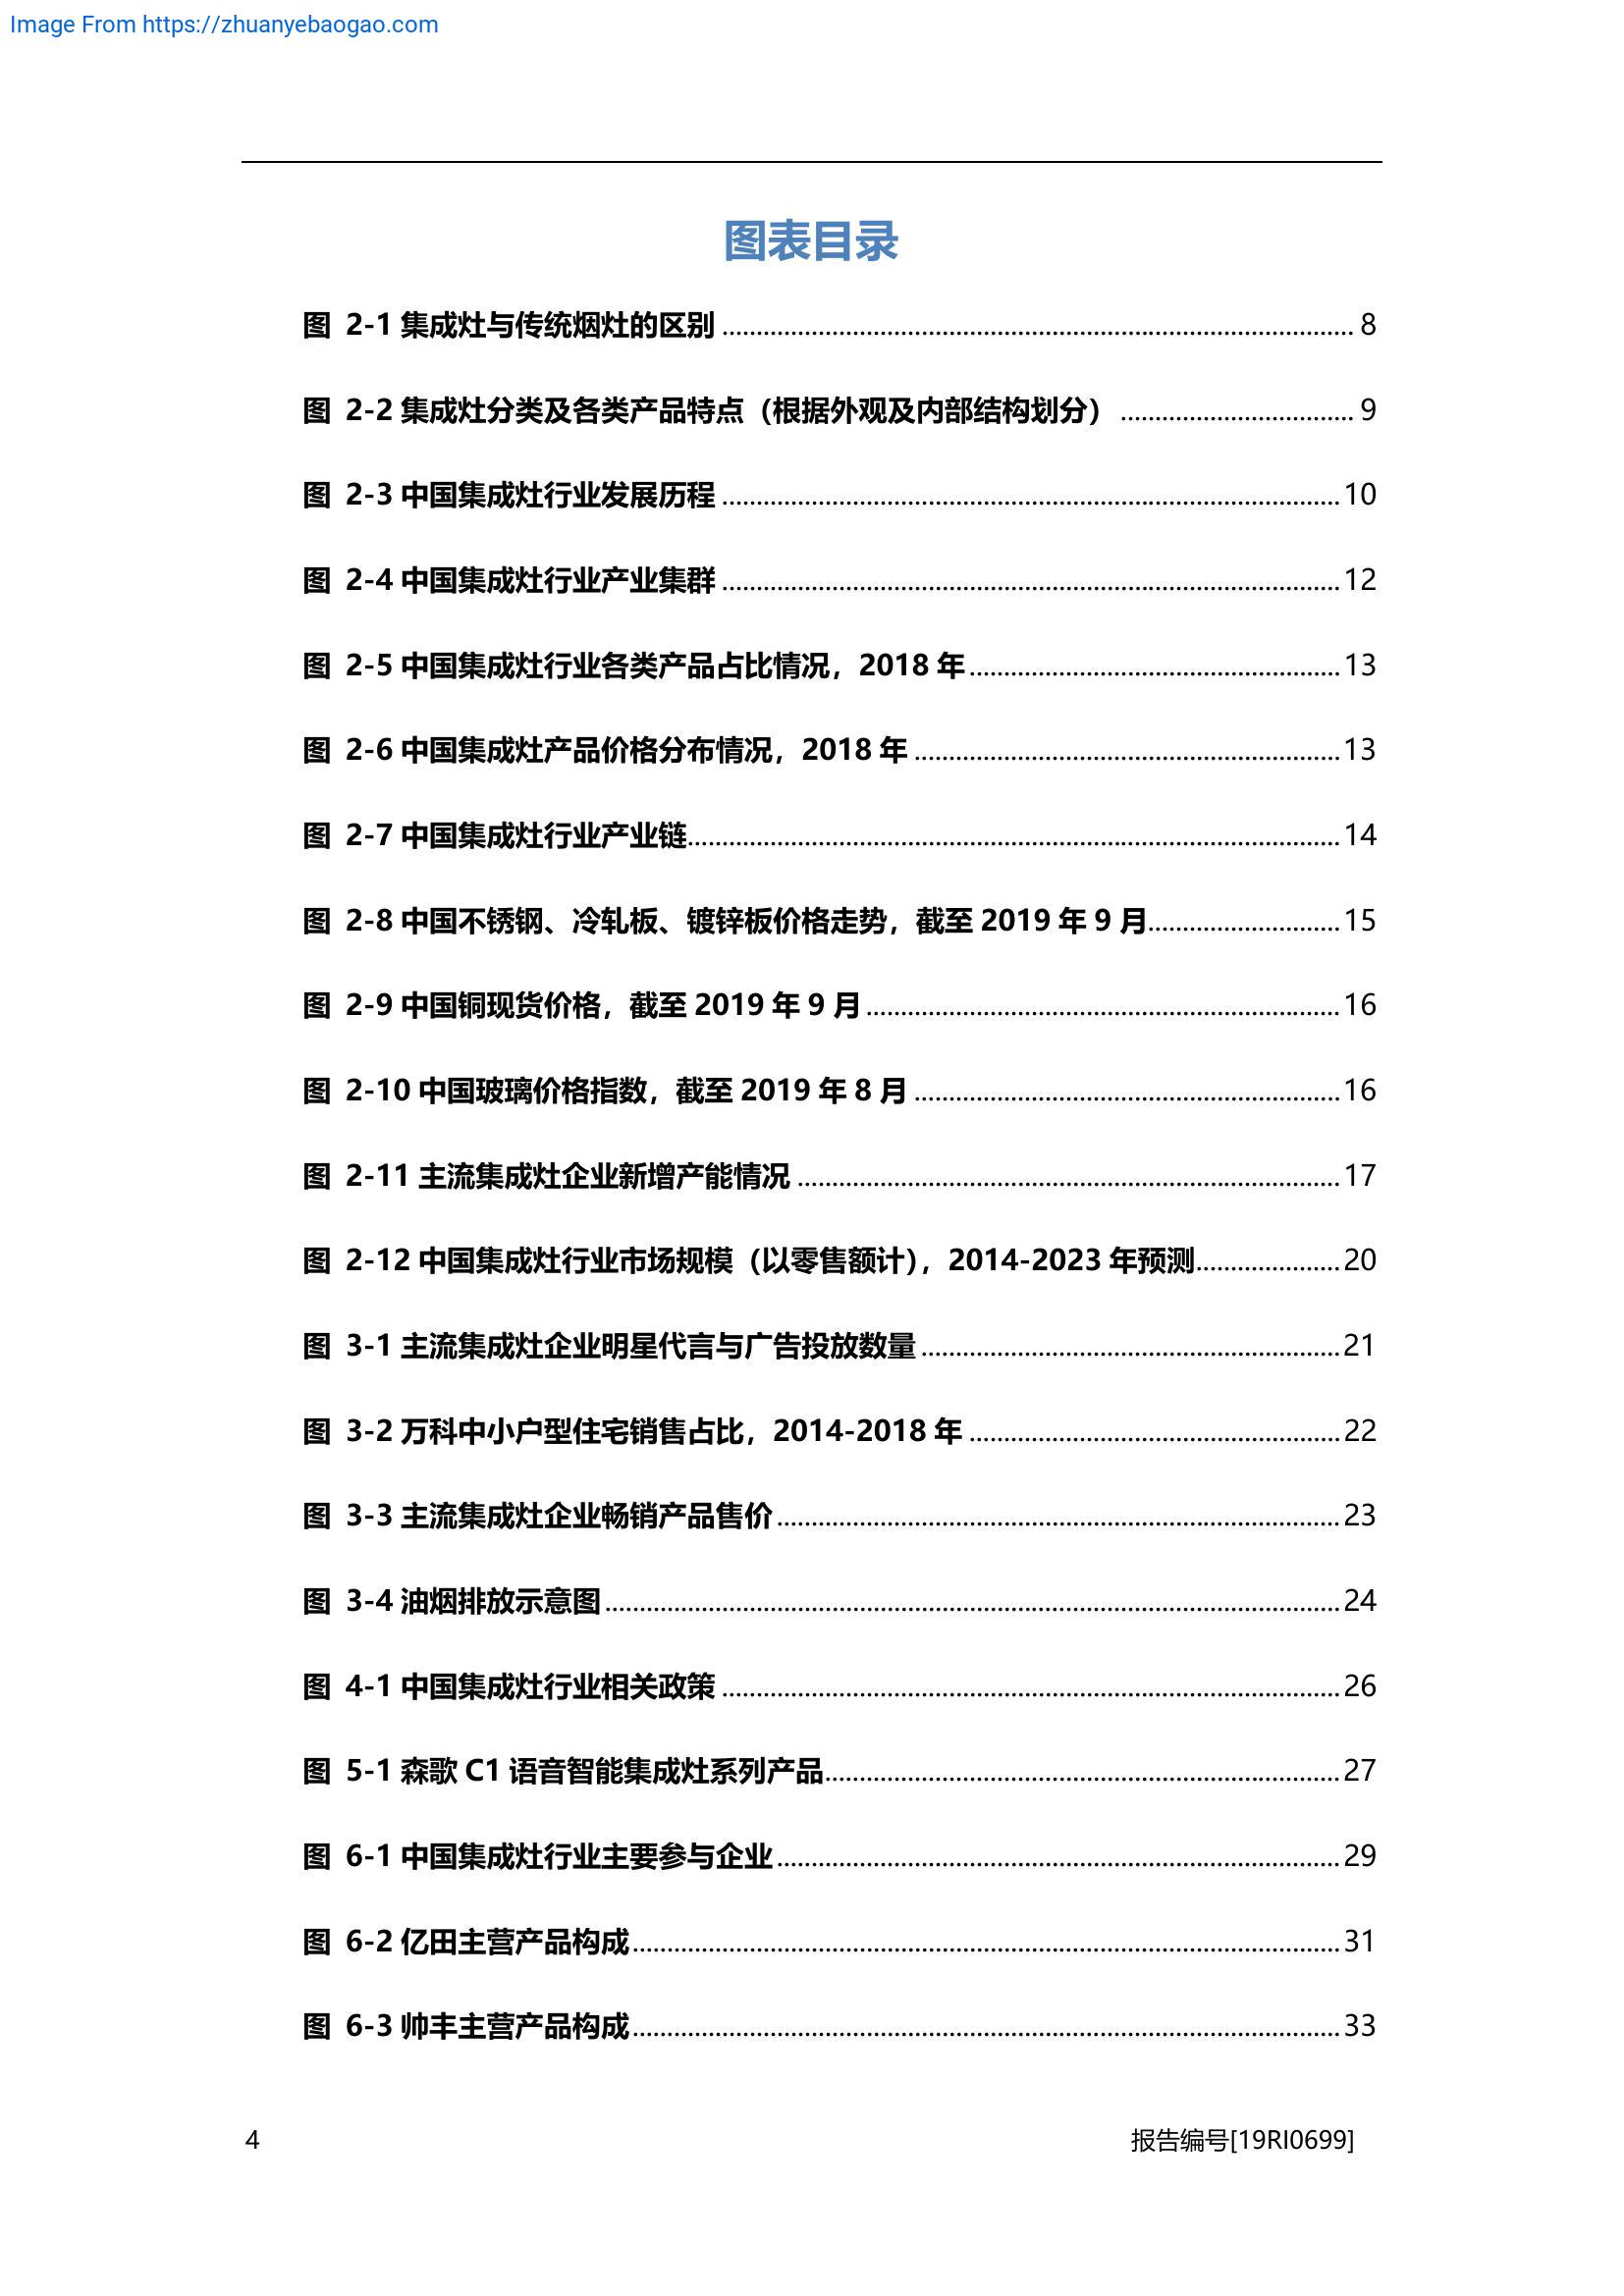 Image From https://zhuanyebaogao.com
图表目录
图 2-1 集成灶与传统烟灶的区别 ........................................ 8
图 2-2 集成灶分类及各类产品特点（根据外观及内部结构划分） ........................................ 9
图 2-3 中国集成灶行业发展历程 ........................................ 10
图 2-4 中国集成灶行业产业集群 ........................................ 12
图 2-5 中国集成灶行业各类产品占比情况，2018 年 ........................................ 13
图 2-6 中国集成灶产品价格分布情况，2018 年 ........................................ 13
图 2-7 中国集成灶行业产业链 ........................................ 14
图 2-8 中国不锈钢、冷轧板、镀锌板价格走势，截至 2019 年 9 月 ........................................ 15
图 2-9 中国铜现货价格，截至 2019 年 9 月 ........................................ 16
图 2-10 中国玻璃价格指数，截至 2019 年 8 月 ........................................ 16
图 2-11 主流集成灶企业新增产能情况 ........................................ 17
图 2-12 中国集成灶行业市场规模（以零售额计），2014-2023 年预测 ........................................ 20
图 3-1 主流集成灶企业明星代言与广告投放数量 ........................................ 21
图 3-2 万科中小户型住宅销售占比，2014-2018 年 ........................................ 22
图 3-3 主流集成灶企业畅销产品售价 ........................................ 23
图 3-4 油烟排放示意图 ........................................ 24
图 4-1 中国集成灶行业相关政策 ........................................ 26
图 5-1 森歌 C1 语音智能集成灶系列产品 ........................................ 27
图 6-1 中国集成灶行业主要参与企业 ........................................ 29
图 6-2 亿田主营产品构成 ........................................ 31
图 6-3 帅丰主营产品构成 ........................................ 33
4 报告编号[19RI0699]